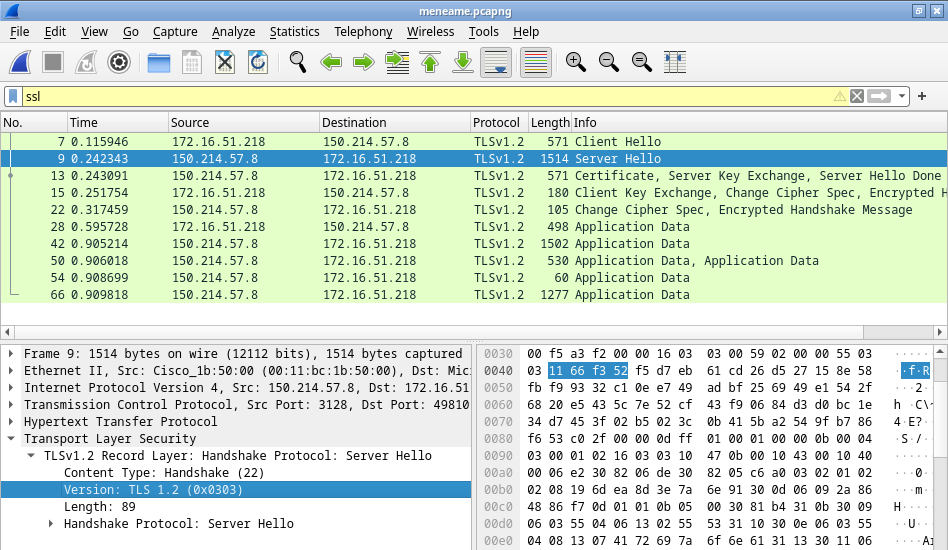 meneame.pcapng
File Edit View Go Capture Analyze Statistics Telephony Wireless Tools Help
ssl
No. Time Source Destination Protocol Length Info
7 0.115946 172.16.51.218 150.214.57.8 TLSv1.2 571 Client Hello
9 0.242343 150.214.57.8 172.16.51.218 TLSv1.2 1514 Server Hello
13 0.243091 150.214.57.8 172.16.51.218 TLSv1.2 571 Certificate, Server Key Exchange, Server Hello Done
15 0.251754 172.16.51.218 150.214.57.8 TLSv1.2 180 Client Key Exchange, Change Cipher Spec, Encrypted H
22 0.317459 150.214.57.8 172.16.51.218 TLSv1.2 105 Change Cipher Spec, Encrypted Handshake Message
28 0.595728 172.16.51.218 150.214.57.8 TLSv1.2 498 Application Data
42 0.905214 150.214.57.8 172.16.51.218 TLSv1.2 1502 Application Data
50 0.906018 150.214.57.8 172.16.51.218 TLSv1.2 530 Application Data, Application Data
54 0.908699 150.214.57.8 172.16.51.218 TLSv1.2 60 Application Data
66 0.909818 150.214.57.8 172.16.51.218 TLSv1.2 1277 Application Data
Frame 9: 1514 bytes on wire (12112 bits), 1514 bytes captured
Ethernet II, Src: Cisco_1b:50:00 (00:11:bc:1b:50:00), Dst: Mic
Internet Protocol Version 4, Src: 150.214.57.8, Dst: 172.16.51
Transmission Control Protocol, Src Port: 3128, Dst Port: 49810
Hypertext Transfer Protocol
Transport Layer Security
TLSv1.2 Record Layer: Handshake Protocol: Server Hello
Content Type: Handshake (22)
Version: TLS 1.2 (0x0303)
Length: 89
Handshake Protocol: Server Hello
0030 00 f5 a3 f2 00 00 16 03 03 00 59 02 00 00 55 03 ·····
0040 03 11 66 f3 52 f5 d7 eb 61 cd 26 d5 27 15 8e 58 ··f·R
0050 fb f9 93 32 c1 0e e7 49 ad bf 25 69 49 e1 54 2f ···2·
0060 68 20 e5 43 5c 7e 52 cf 43 f9 06 84 d3 d0 bc 1e h ·C\~
0070 34 d7 45 3f 02 b5 02 3c 0b 41 5b a2 54 9f b7 86 4·E?·
0080 f6 53 c0 2f 00 00 0d ff 01 00 01 00 00 0b 00 04 ·S·/·
0090 03 00 01 02 16 03 03 10 47 0b 00 10 43 00 10 40 ·····
00a0 00 06 e2 30 82 06 de 30 82 05 c6 a0 03 02 01 02 ···0·
00b0 02 08 19 6d ea 8d 3e 7a 6e 91 30 0d 06 09 2a 86 ···m·
00c0 48 86 f7 0d 01 01 0b 05 00 30 81 b4 31 0b 30 09 H····
00d0 06 03 55 04 06 13 02 55 53 31 10 30 0e 06 03 55 ··U··
00e0 04 08 13 07 41 72 69 7a 6f 6e 61 31 13 30 11 06 ····A